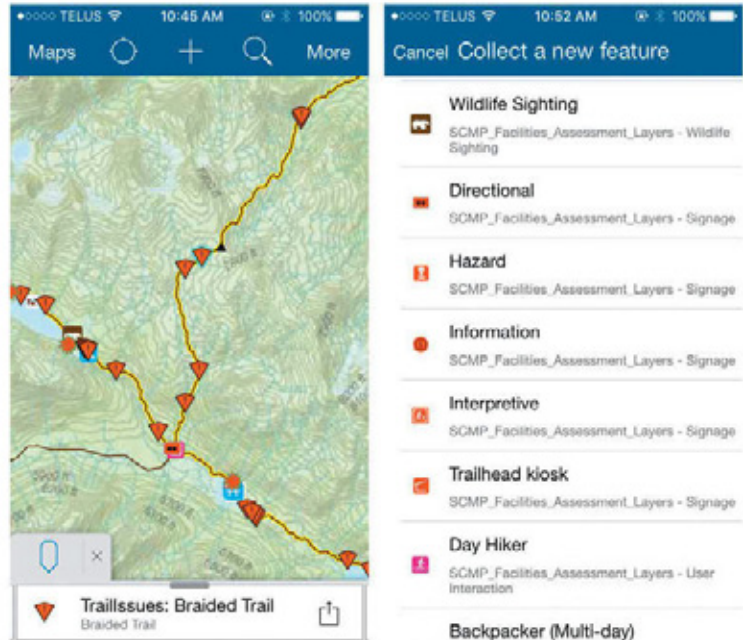 TELUS 10:45 AM 100%
Maps More
TrailIssues: Braided Trail
Braided Trail
TELUS 10:52 AM 100%
Cancel Collect a new feature
Wildlife Sighting
SCMP_Facilities_Assessment_Layers - Wildlife
Sighting
Directional
SCMP_Facilities_Assessment_Layers - Signage
Hazard
SCMP_Facilities_Assessment_Layers - Signage
Information
SCMP_Facilities_Assessment_Layers - Signage
Interpretive
SCMP_Facilities_Assessment_Layers - Signage
Trailhead kiosk
SCMP_Facilities_Assessment_Layers - Signage
Day Hiker
SCMP_Facilities_Assessment_Layers - User
Interaction
Backpacker (Multi-day)